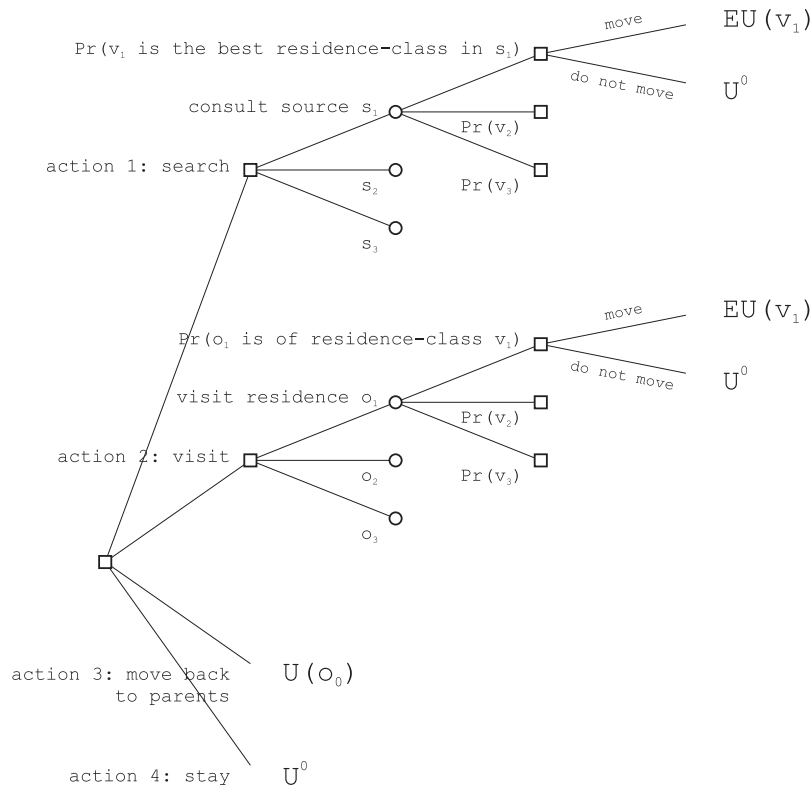 move
EU(v₁)
Pr(v₁ is the best residence-class in s₁)
do not move
U⁰
consult source s₁
Pr(v₂)
action 1: search
Pr(v₃)
s₂
s₃
move
EU(v₁)
Pr(o₁ is of residence-class v₁)
do not move
U⁰
visit residence o₁
Pr(v₂)
action 2: visit
Pr(v₃)
o₂
o₃
action 3: move back
to parents
U(o₀)
action 4: stay
U⁰